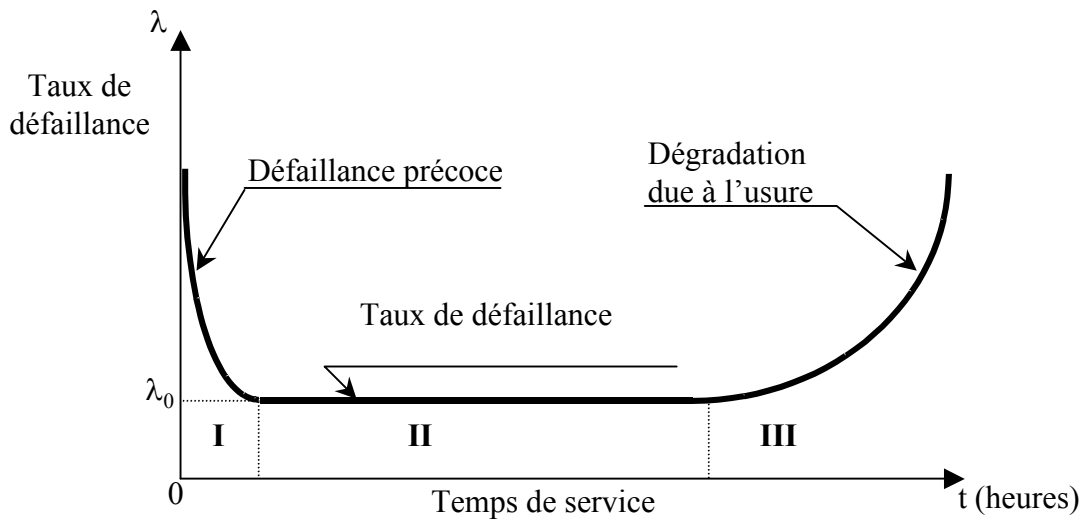 λ
Taux de
défaillance
Défaillance précoce
Dégradation
due à l’usure
Taux de défaillance
λ0
I
II
III
0
Temps de service
t (heures)